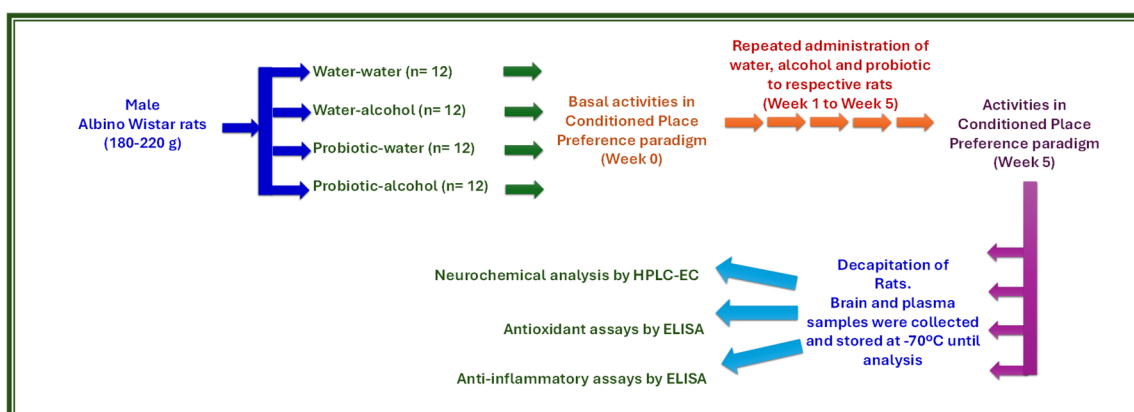 Male
Albino Wistar rats
(180-220 g)
Water-water (n= 12)
Water-alcohol (n= 12)
Probiotic-water (n= 12)
Probiotic-alcohol (n= 12)
Basal activities in
Conditioned Place
Preference paradigm
(Week 0)
Repeated administration of
water, alcohol and probiotic
to respective rats
(Week 1 to Week 5)
Activities in
Conditioned Place
Preference paradigm
(Week 5)
Decapitation of
Rats.
Brain and plasma
samples were collected
and stored at -70ºC until
analysis
Neurochemical analysis by HPLC-EC
Antioxidant assays by ELISA
Anti-inflammatory assays by ELISA